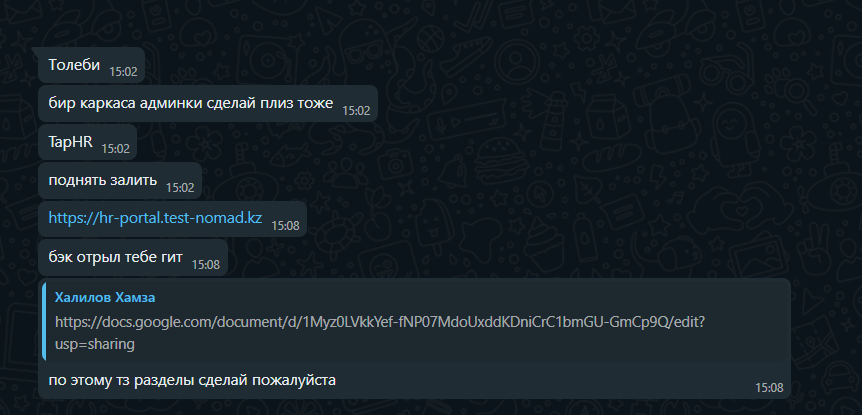 Толеби 15:02
бир каркаса админки сделай плиз тоже 15:02
TapHR 15:02
поднять залить 15:02
https://hr-portal.test-nomad.kz 15:08
бэк отрыл тебе гит 15:08
Халилов Хамза
https://docs.google.com/document/d/1Myz0LVkkYef-fNP07MdoUxddKDniCrC1bmGU-GmCp9Q/edit?
usp=sharing
по этому тз разделы сделай пожалуйста 15:08